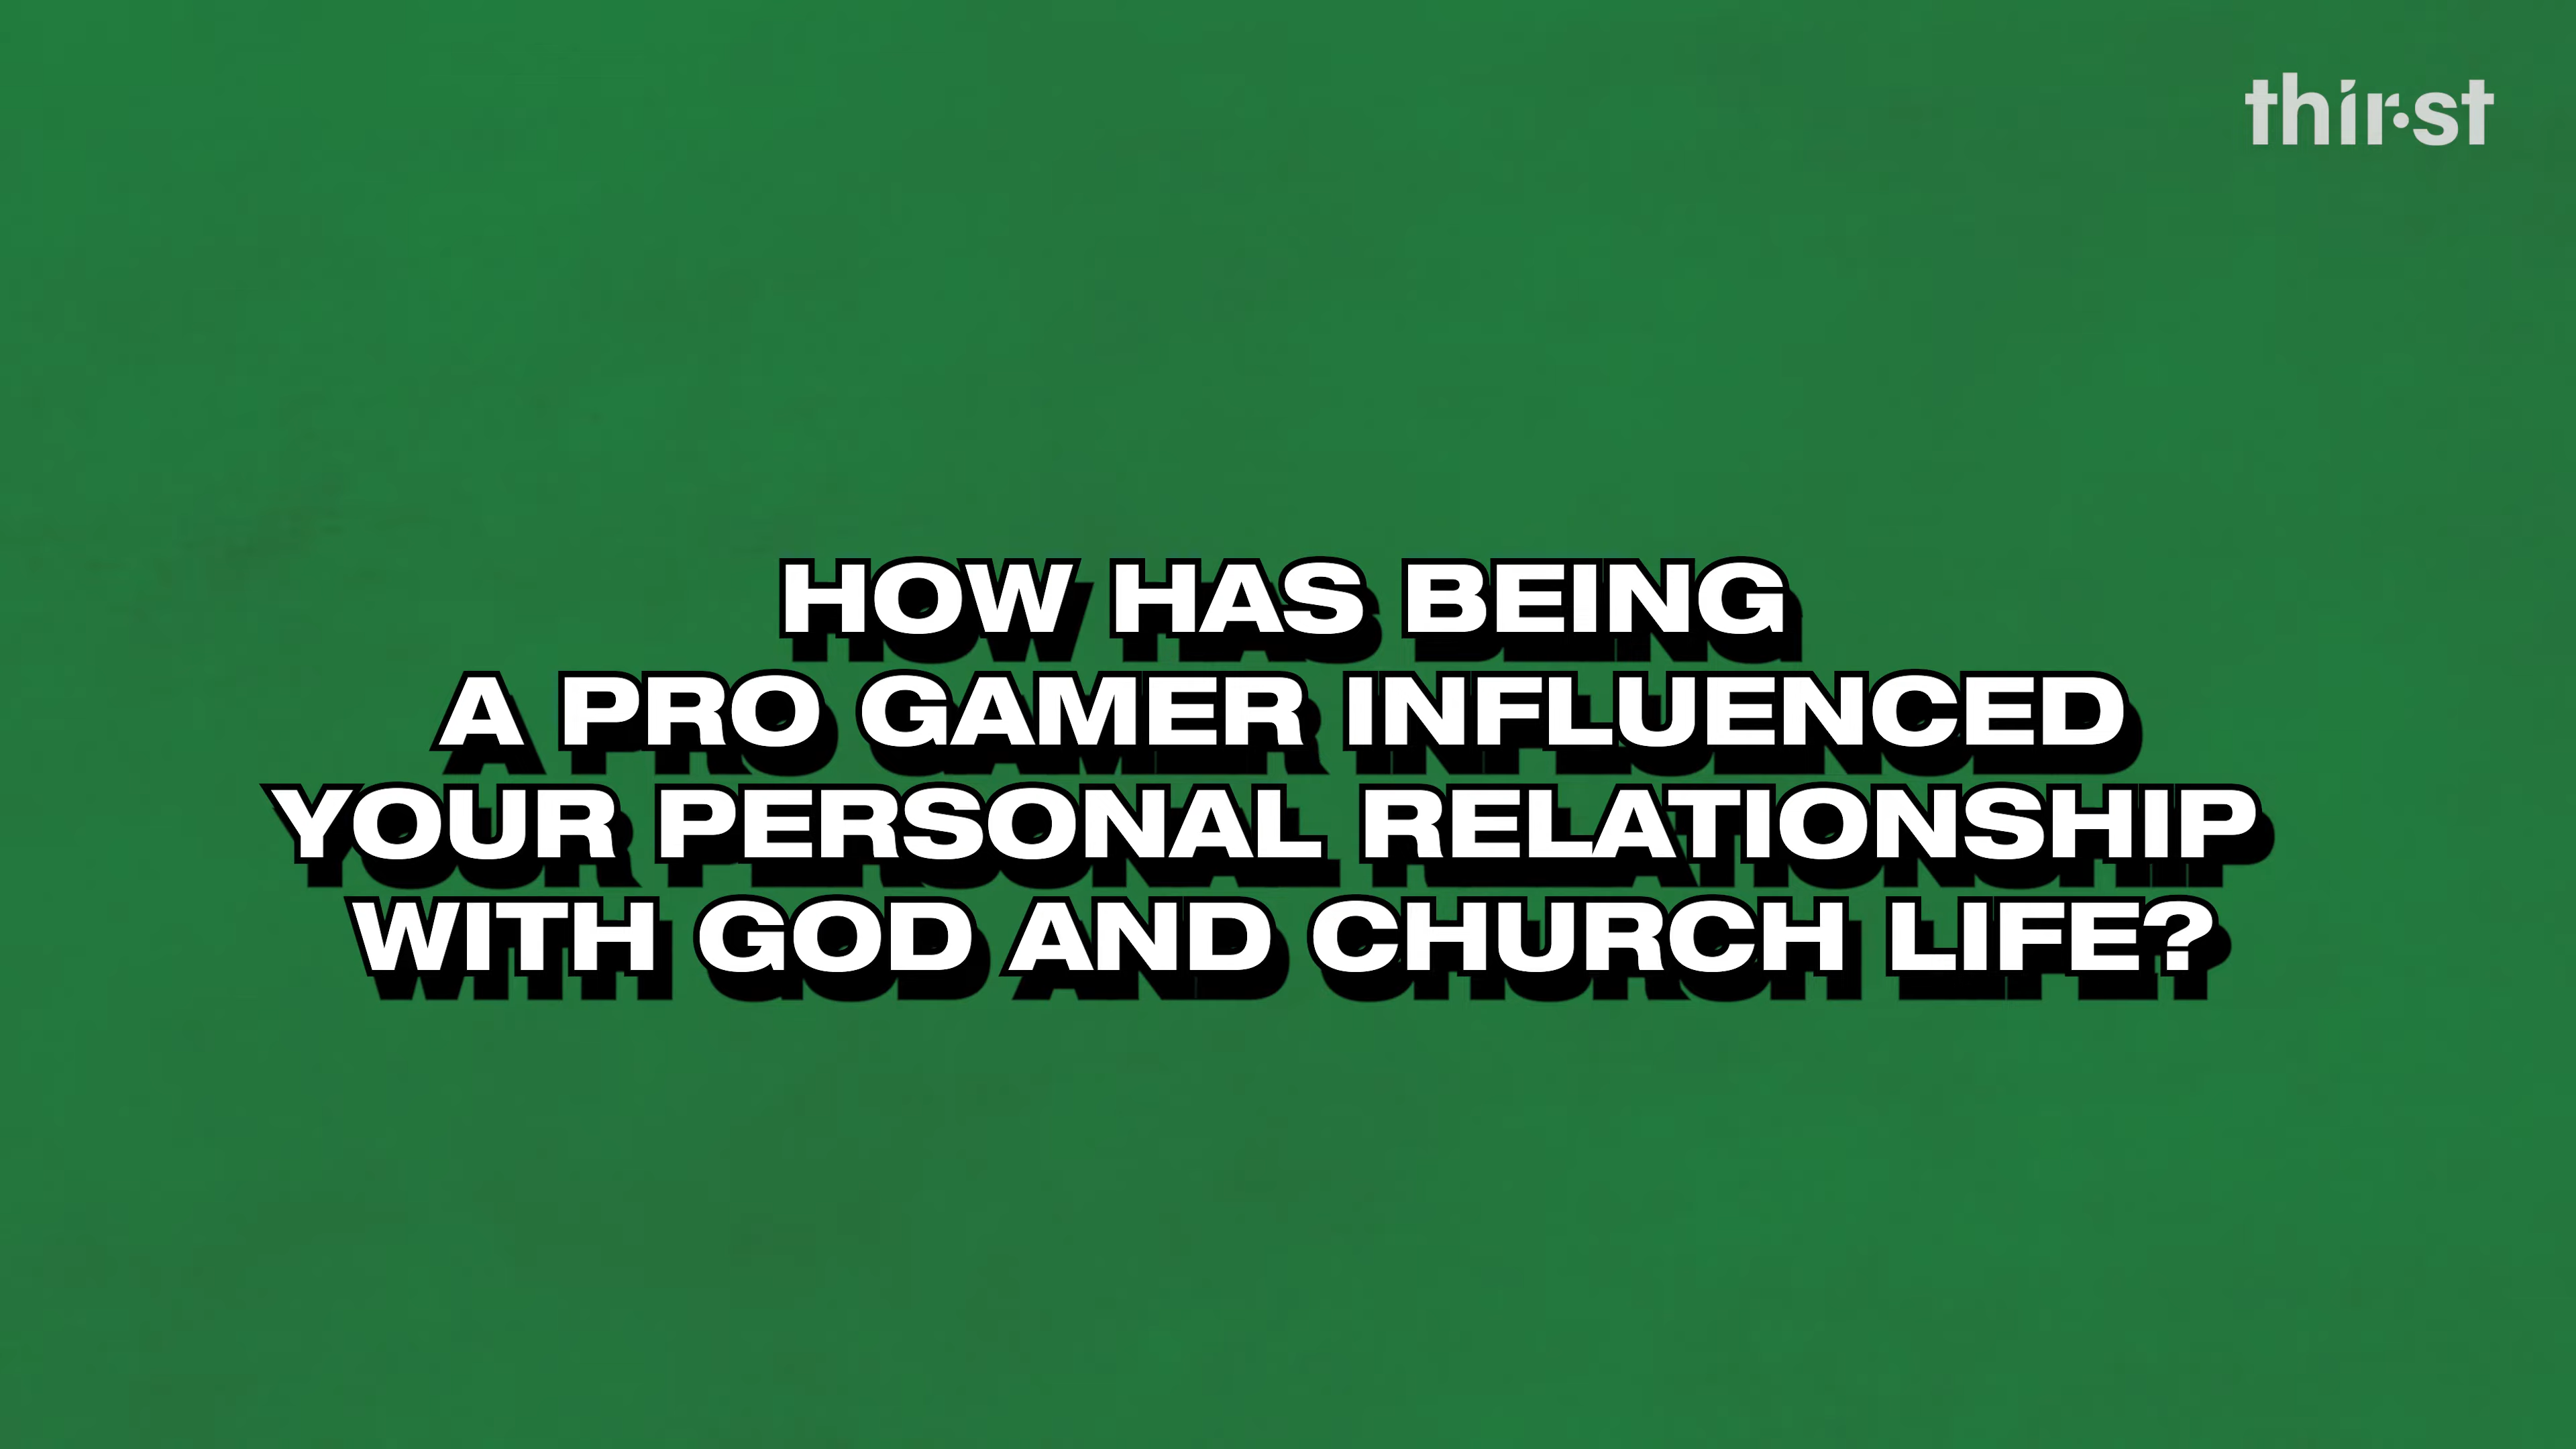 thir.st
HOW HAS BEING
A PRO GAMER INFLUENCED
YOUR PERSONAL RELATIONSHIP
WITH GOD AND CHURCH LIFE?